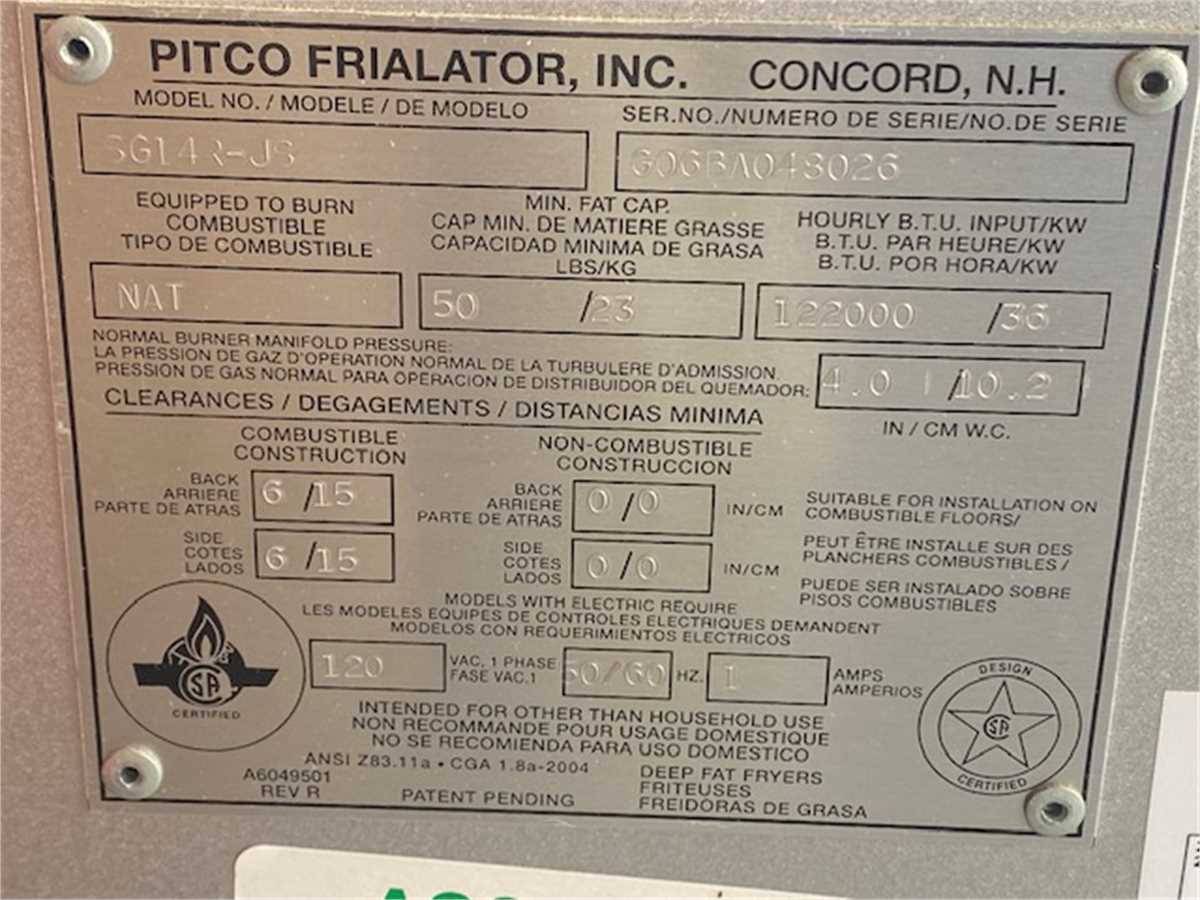 PITCO FRIALATOR, INC. CONCORD, N.H.
MODEL NO. / MODELE / DE MODELO
SER.NO./NUMERO DE SERIE/NO.DE SERIE
SG14R-JS
G06BA048026
EQUIPPED TO BURN
COMBUSTIBLE
TIPO DE COMBUSTIBLE
MIN. FAT CAP.
CAP MIN. DE MATIERE GRASSE
CAPACIDAD MINIMA DE GRASA
LBS/KG
HOURLY B.T.U. INPUT/KW
B.T.U. PAR HEURE/KW
B.T.U. POR HORA/KW
NAT
50 /23
122000 /36
NORMAL BURNER MANIFOLD PRESSURE:
LA PRESSION DE GAZ D'OPERATION NORMAL DE LA TURBULERE D'ADMISSION
PRESION DE GAS NORMAL PARA OPERACION DE DISTRIBUIDOR DEL QUEMADOR:
4.0 /10.2
IN / CM W.C.
CLEARANCES / DEGAGEMENTS / DISTANCIAS MINIMA
COMBUSTIBLE
CONSTRUCTION
NON-COMBUSTIBLE
CONSTRUCCION
BACK
ARRIERE
PARTE DE ATRAS
6 /15
BACK
ARRIERE
PARTE DE ATRAS
0 /0
IN/CM
SIDE
COTES
LADOS
6 /15
SIDE
COTES
LADOS
0 /0
IN/CM
SUITABLE FOR INSTALLATION ON
COMBUSTIBLE FLOORS/
PEUT ÊTRE INSTALLE SUR DES
PLANCHERS COMBUSTIBLES /
PUEDE SER INSTALADO SOBRE
PISOS COMBUSTIBLES
MODELS WITH ELECTRIC REQUIRE
LES MODELES EQUIPES DE CONTROLES ELECTRIQUES DEMANDENT
MODELOS CON REQUERIMIENTOS ELECTRICOS
120
VAC, 1 PHASE
FASE VAC.1
50/60
HZ.
1
AMPS
AMPERIOS
SA
CERTIFIED
DESIGN
SA
CERTIFIED
INTENDED FOR OTHER THAN HOUSEHOLD USE
NON RECOMMANDE POUR USAGE DOMESTIQUE
NO SE RECOMIENDA PARA USO DOMESTICO
ANSI Z83.11a • CGA 1.8a-2004
A6049501
REV R
PATENT PENDING
DEEP FAT FRYERS
FRITEUSES
FREIDORAS DE GRASA